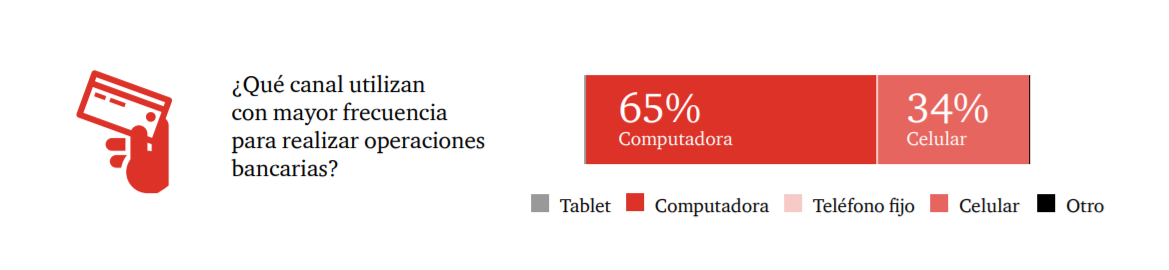 ¿Qué canal utilizan
con mayor frecuencia
para realizar operaciones
bancarias?
65%
Computadora
34%
Celular
Tablet
Computadora
Teléfono fijo
Celular
Otro